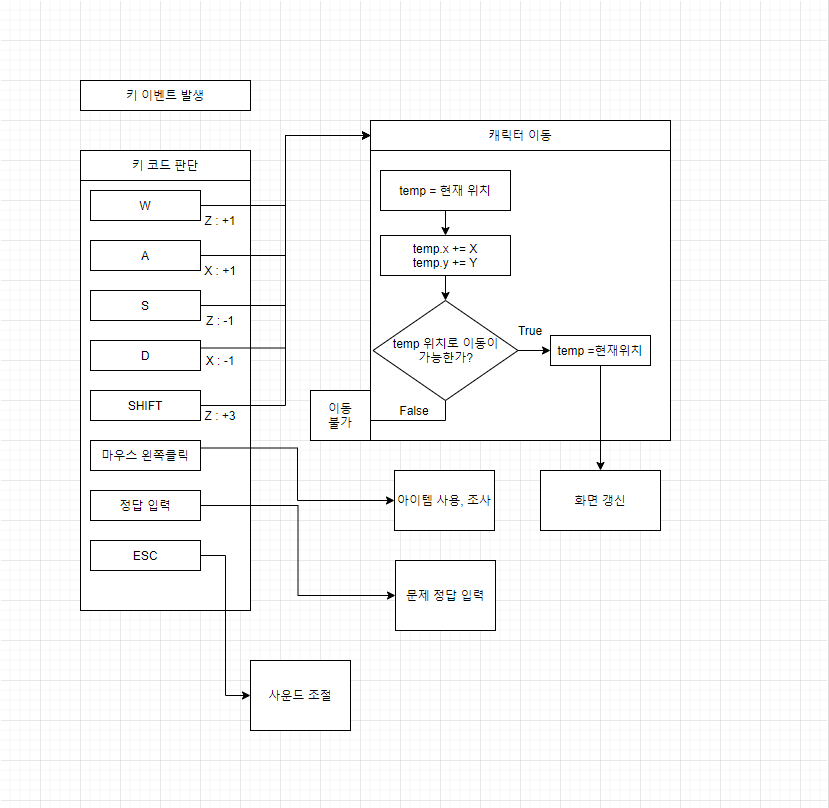 키 이벤트 발생
키 코드 판단
W
Z : +1
A
X : +1
S
Z : -1
D
X : -1
SHIFT
Z : +3
마우스 왼쪽클릭
정답 입력
ESC
캐릭터 이동
temp = 현재 위치
temp.x += X
temp.y += Y
temp 위치로 이동이
가능한가?
True
temp =현재위치
False
이동
불가
아이템 사용, 조사
화면 갱신
문제 정답 입력
사운드 조절